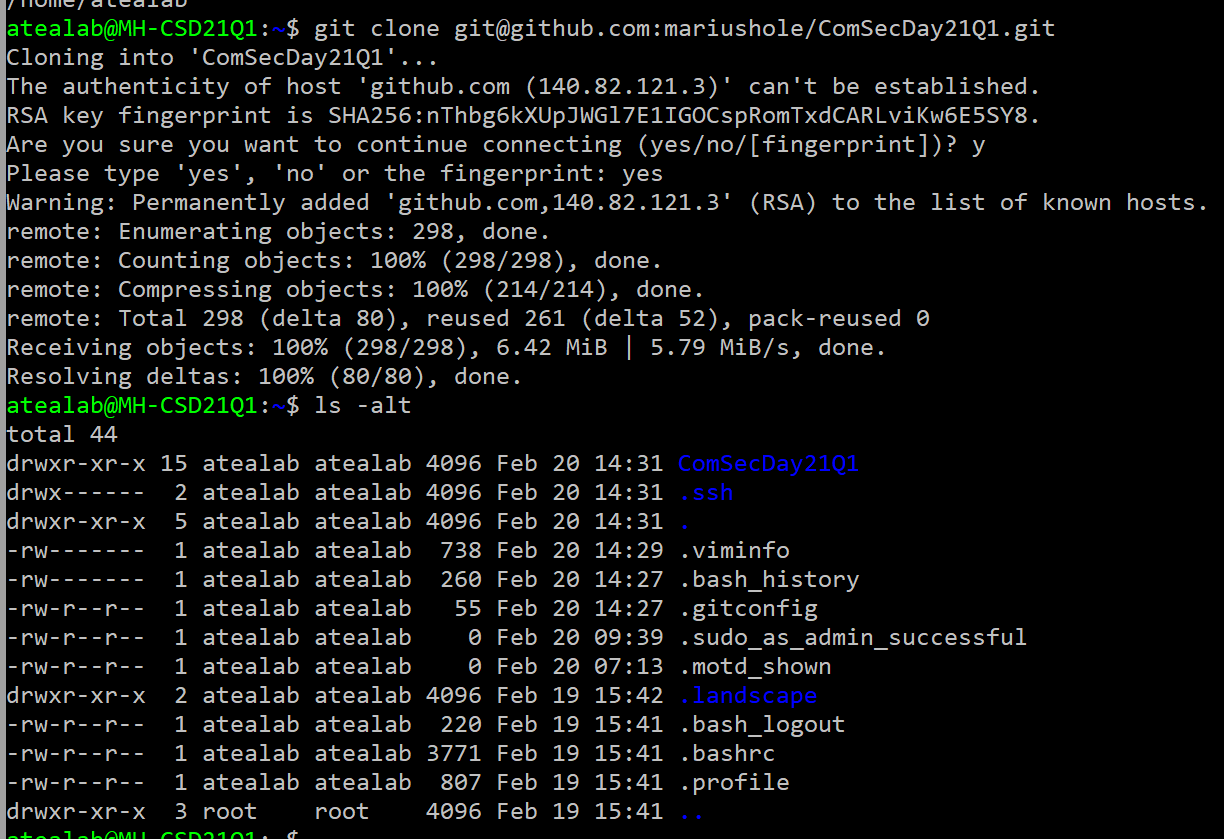 /home/atealab
atealab@MH-CSD21Q1:~$ git clone git@github.com:mariushole/ComSecDay21Q1.git
Cloning into 'ComSecDay21Q1'...
The authenticity of host 'github.com (140.82.121.3)' can't be established.
RSA key fingerprint is SHA256:nThbg6kXUpJWGl7E1IGOCspRomTxdCARLviKw6E5SY8.
Are you sure you want to continue connecting (yes/no/[fingerprint])? y
Please type 'yes', 'no' or the fingerprint: yes
Warning: Permanently added 'github.com,140.82.121.3' (RSA) to the list of known hosts.
remote: Enumerating objects: 298, done.
remote: Counting objects: 100% (298/298), done.
remote: Compressing objects: 100% (214/214), done.
remote: Total 298 (delta 80), reused 261 (delta 52), pack-reused 0
Receiving objects: 100% (298/298), 6.42 MiB | 5.79 MiB/s, done.
Resolving deltas: 100% (80/80), done.
atealab@MH-CSD21Q1:~$ ls -alt
total 44
drwxr-xr-x 15 atealab atealab 4096 Feb 20 14:31 ComSecDay21Q1
drwx------  2 atealab atealab 4096 Feb 20 14:31 .ssh
drwxr-xr-x  5 atealab atealab 4096 Feb 20 14:31 .
-rw-------  1 atealab atealab  738 Feb 20 14:29 .viminfo
-rw-------  1 atealab atealab  260 Feb 20 14:27 .bash_history
-rw-r--r--  1 atealab atealab   55 Feb 20 14:27 .gitconfig
-rw-r--r--  1 atealab atealab    0 Feb 20 09:39 .sudo_as_admin_successful
-rw-r--r--  1 atealab atealab    0 Feb 20 07:13 .motd_shown
drwxr-xr-x  2 atealab atealab 4096 Feb 19 15:42 .landscape
-rw-r--r--  1 atealab atealab  220 Feb 19 15:41 .bash_logout
-rw-r--r--  1 atealab atealab 3771 Feb 19 15:41 .bashrc
-rw-r--r--  1 atealab atealab  807 Feb 19 15:41 .profile
drwxr-xr-x  3 root    root    4096 Feb 19 15:41 ..
atealab@MH-CSD21Q1:~$